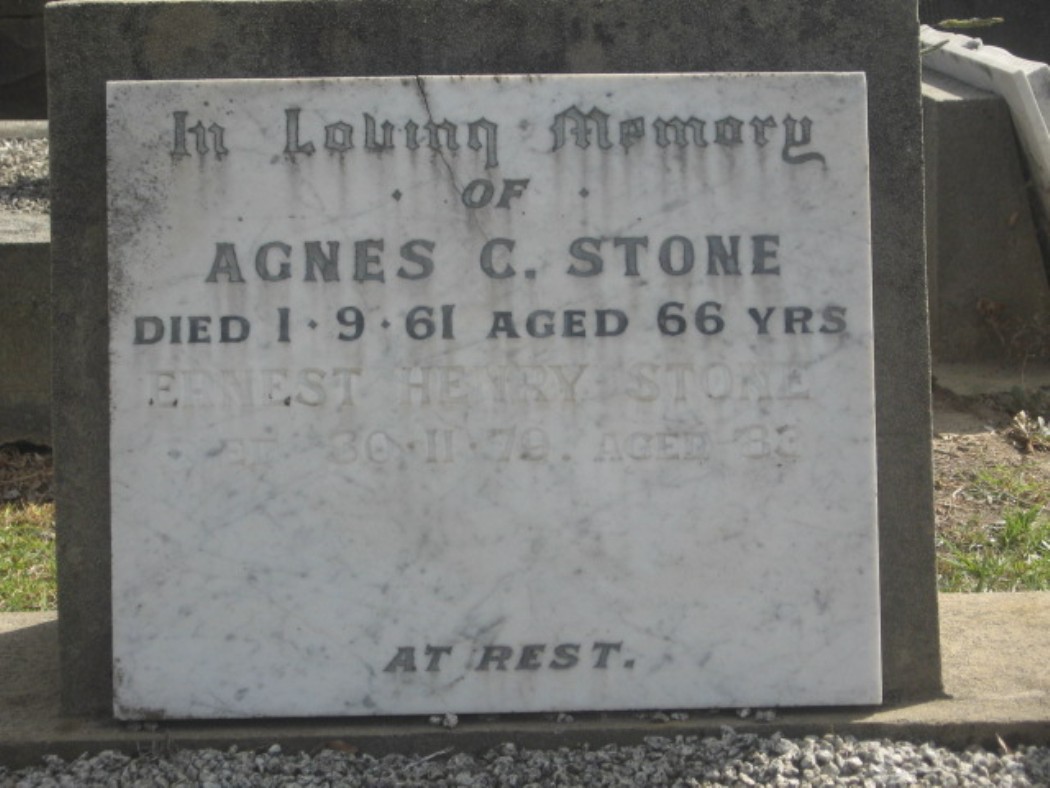 In Loving Memory
· OF ·
AGNES C. STONE
DIED 1·9·61 AGED 66 YRS
ERNEST HENRY STONE
30·11·79. AGED
AT REST.